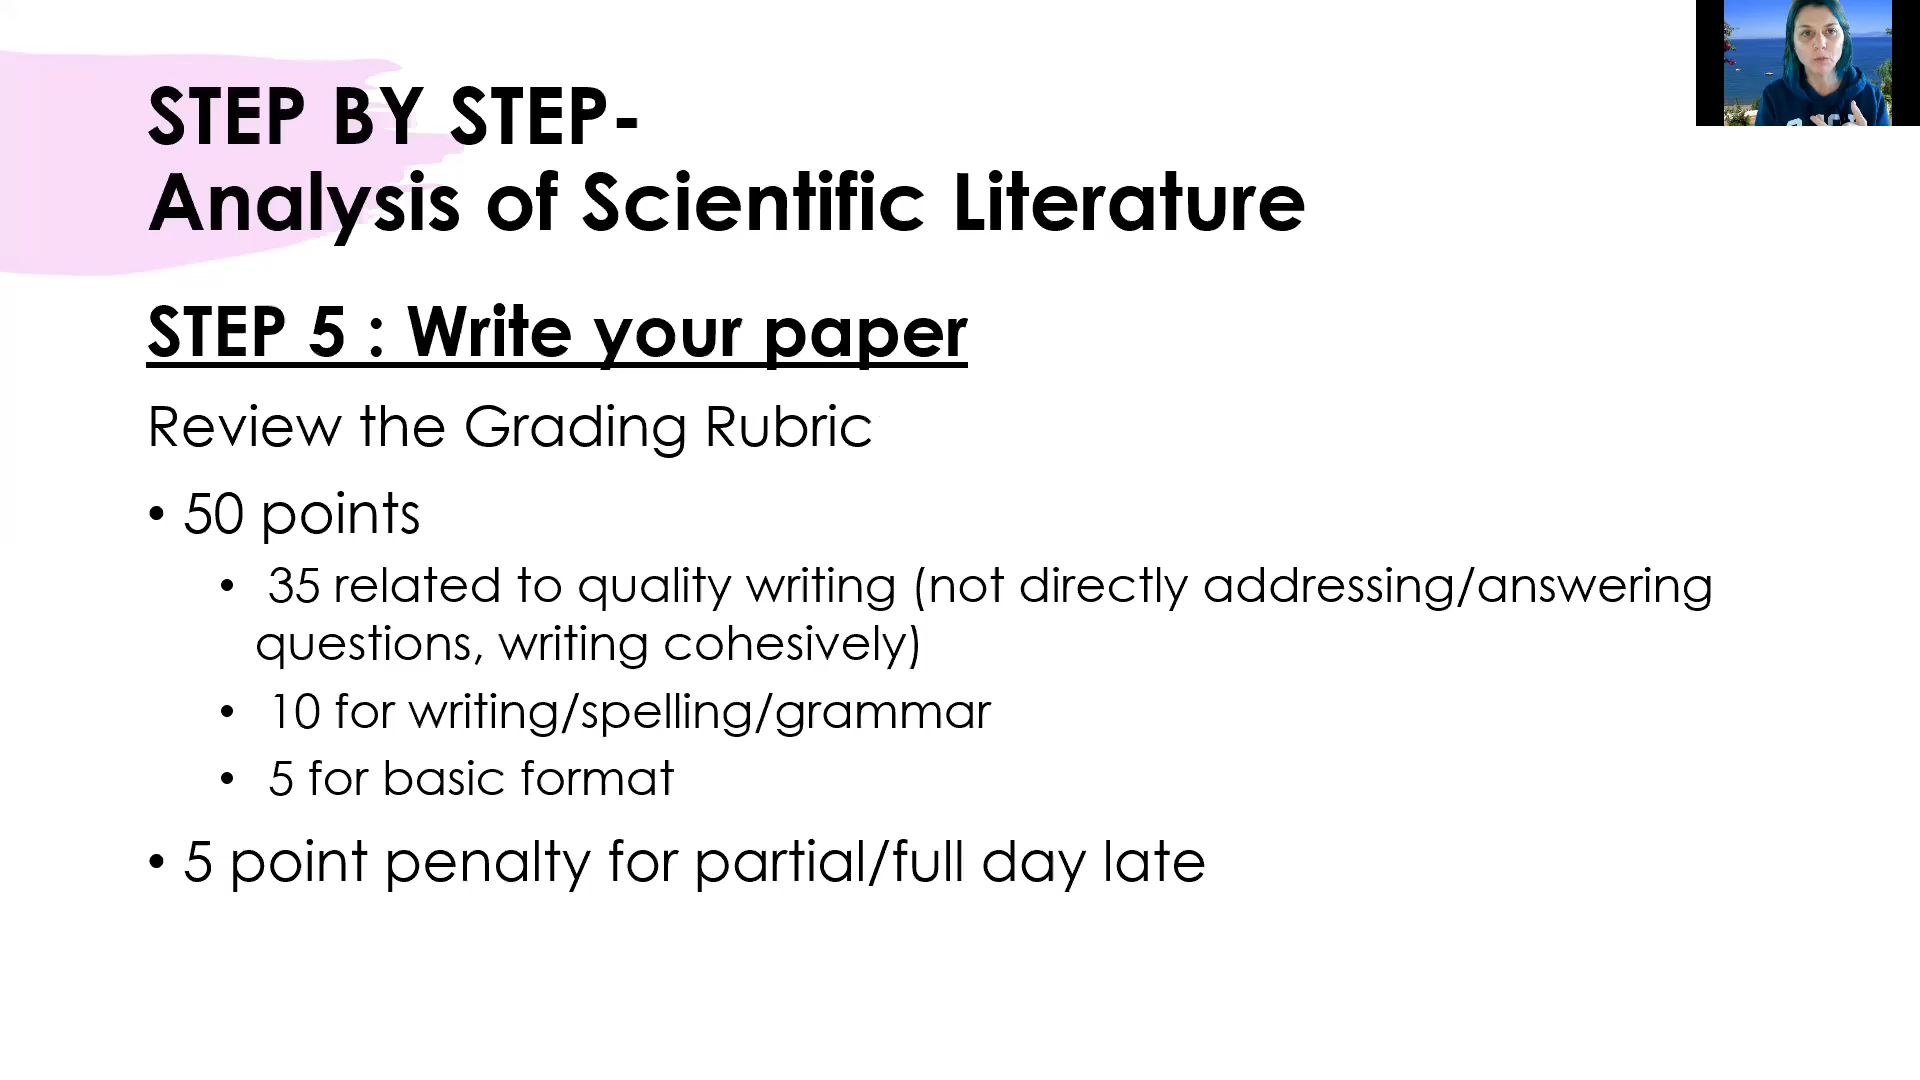 STEP BY STEP-
Analysis of Scientific Literature
STEP 5 : Write your paper
Review the Grading Rubric
• 50 points
• 35 related to quality writing (not directly addressing/answering
questions, writing cohesively)
• 10 for writing/spelling/grammar
• 5 for basic format
• 5 point penalty for partial/full day late